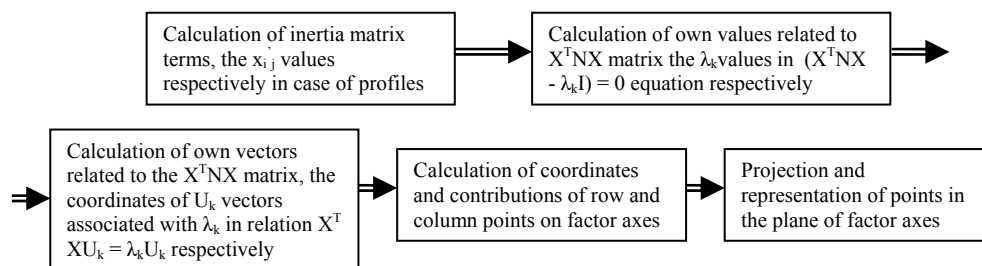 Calculation of inertia matrix
terms, the x'ᵢⱼ values
respectively in case of profiles
Calculation of own values related to
XᵀNX matrix the λₖvalues in (XᵀNX
- λₖI) = 0 equation respectively
Calculation of own vectors
related to the XᵀNX matrix, the
coordinates of Uₖ vectors
associated with λₖ in relation Xᵀ
XUₖ = λₖUₖ respectively
Calculation of coordinates
and contributions of row and
column points on factor axes
Projection and
representation of points in
the plane of factor axes